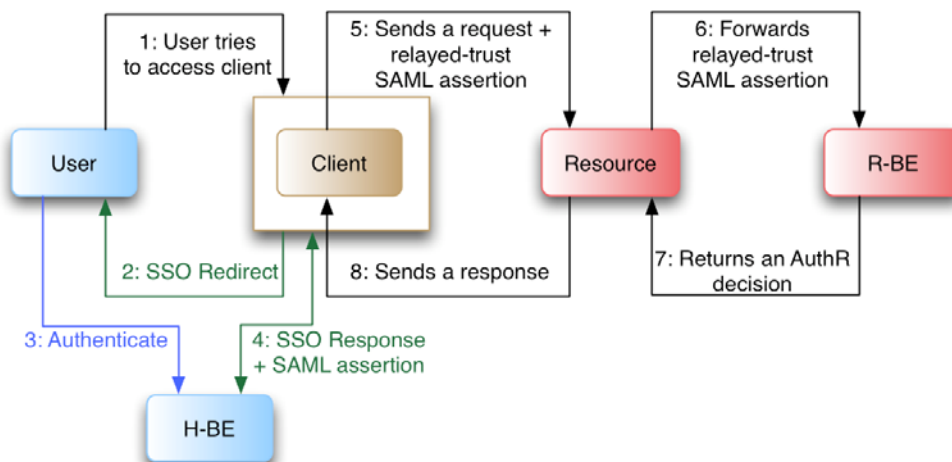 1: User tries
to access client
5: Sends a request +
relayed-trust
SAML assertion
6: Forwards
relayed-trust
SAML assertion
User
Client
Resource
R-BE
2: SSO Redirect
8: Sends a response
7: Returns an AuthR
decision
3: Authenticate
4: SSO Response
+ SAML assertion
H-BE